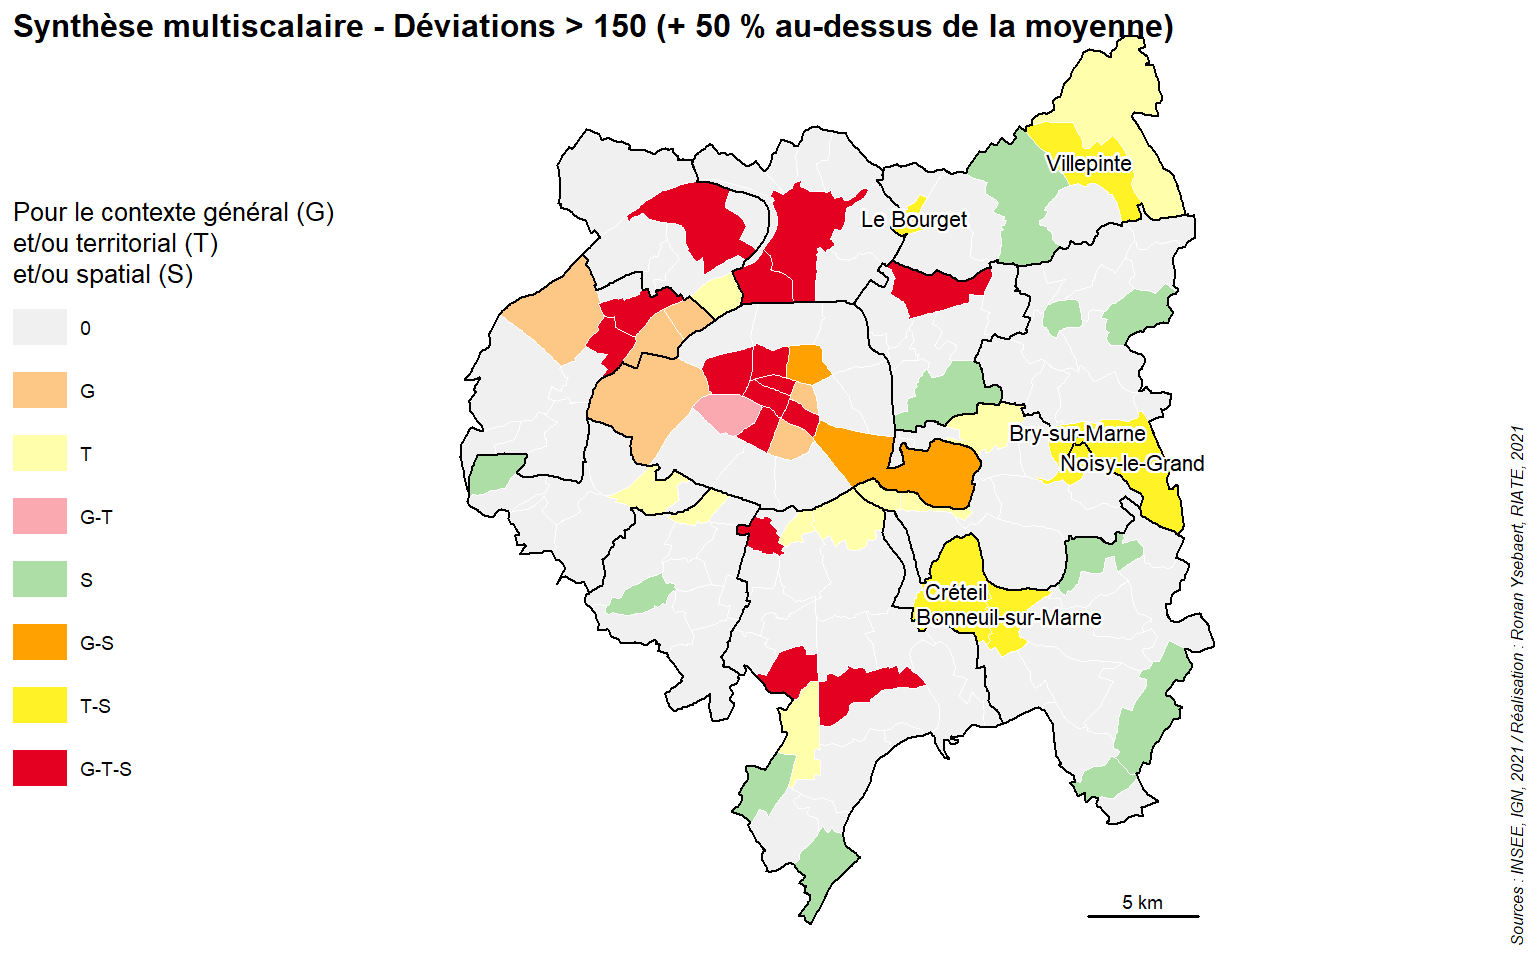 Synthèse multiscalaire - Déviations > 150 (+ 50 % au-dessus de la moyenne)
Pour le contexte général (G)
et/ou territorial (T)
et/ou spatial (S)
0
G
T
G-T
S
G-S
T-S
G-T-S
Villepinte
Le Bourget
Bry-sur-Marne
Noisy-le-Grand
Créteil
Bonneuil-sur-Marne
5 km
Sources : INSEE, IGN, 2021 / Réalisation : Ronan Ysebaert, RIATE, 2021